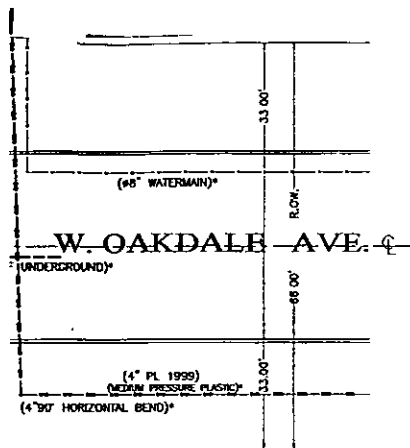 33.00'
(ø8" WATERMAIN)*
R.O.W.
W. OAKDALE AVE. ℄
UNDERGROUND)*
66.00'
(4" PL 1999)
(MEDIUM PRESSURE PLASTIC)*
33.00'
(4"90° HORIZONTAL BEND)*